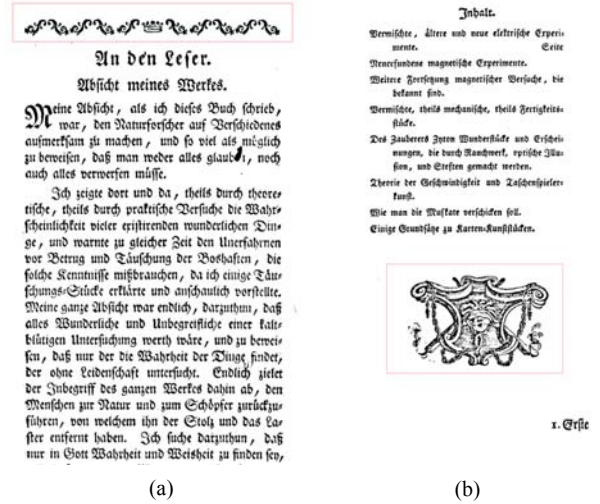 An den Leser.
Absicht meines Werkes.
Meine Absicht, als ich dieses Buch schrieb,
war, den Naturforscher auf Verschiedenes
aufmerksam zu machen, und so viel als möglich
zu beweisen, daß man weder alles glauben, noch
auch alles verwerfen müsse.
Ich zeigte dort und da, theils durch theore-
tische, theils durch praktische Versuche die Wahr-
scheinlichkeit vieler existirenden wunderlichen Din-
ge, und warnte zu gleicher Zeit den Unerfahrnen
vor Betrug und Täuschung der Boshaften, die
solche Kenntnisse mißbrauchen, da ich einige Täu-
schungs-Stücke erklärte und anschaulich vorstellte.
Meine ganze Absicht war endlich, darzuthun, daß
alles Wunderliche und Unbegreifliche einer kalt-
blütigen Untersuchung werth wäre, und zu bewei-
sen, daß nur der die Wahrheit der Dinge findet,
der ohne Leidenschaft untersucht. Endlich zielet
der Inbegriff des ganzen Werkes dahin ab, den
Menschen zur Natur und zum Schöpfer zurückzu-
führen, von welchem ihn der Stolz und das La-
ster entfernt haben. Ich suche darzuthun, daß
nur in Gott Wahrheit und Weisheit zu finden sey,
(a)
Inhalt.
Vermischte, ältere und neue elektrische Experi-
mente. Seite
Neuerfundene magnetische Experimente.
Weitere Fortsetzung magnetischer Versuche, die
bekannt sind.
Vermischte, theils mechanische, theils Fertigkeits-
stücke.
Des Zauberers Zyton Wunderstücke und Erschei-
nungen, die durch Rauchwerk, optische Illu-
sion, und Stoffen gemacht werden.
Theorie der Geschwindigkeit und Taschenspieler-
kunst.
Wie man die Muskate verschicken soll.
Einige Grundsätze zu Karten-Kunststücken.
1. Erste
(b)